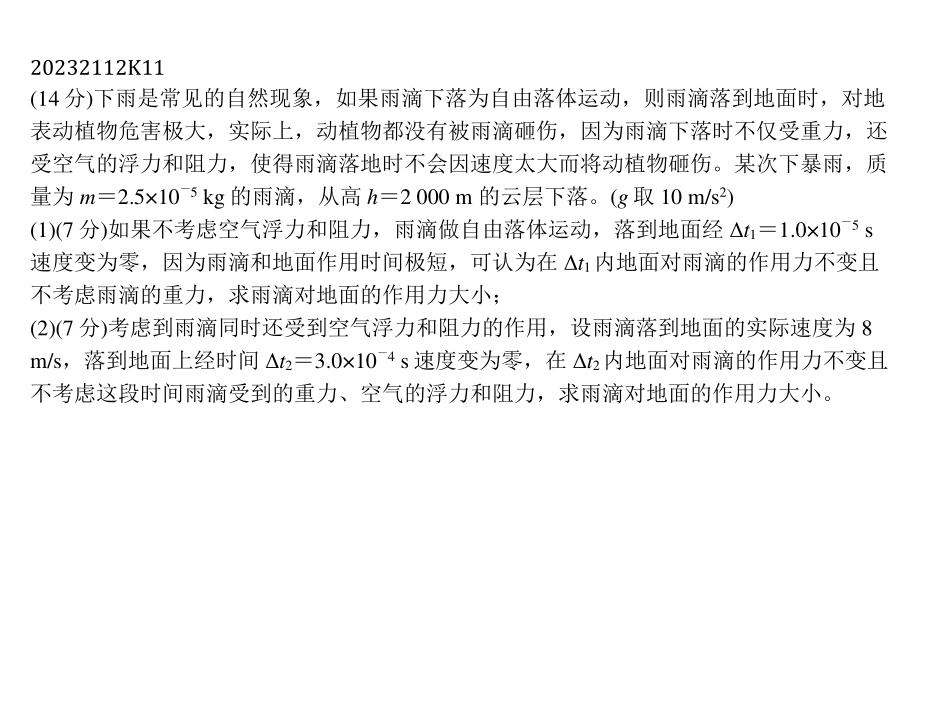 20232112K11
(14 分)下雨是常见的自然现象，如果雨滴下落为自由落体运动，则雨滴落到地面时，对地
表动植物危害极大，实际上，动植物都没有被雨滴砸伤，因为雨滴下落时不仅受重力，还
受空气的浮力和阻力，使得雨滴落地时不会因速度太大而将动植物砸伤。某次下暴雨，质
量为 m＝2.5×10⁻⁵ kg 的雨滴，从高 h＝2 000 m 的云层下落。(g 取 10 m/s²)
(1)(7 分)如果不考虑空气浮力和阻力，雨滴做自由落体运动，落到地面经 Δt₁＝1.0×10⁻⁵ s
速度变为零，因为雨滴和地面作用时间极短，可认为在 Δt₁ 内地面对雨滴的作用力不变且
不考虑雨滴的重力，求雨滴对地面的作用力大小；
(2)(7 分)考虑到雨滴同时还受到空气浮力和阻力的作用，设雨滴落到地面的实际速度为 8
m/s，落到地面上经时间 Δt₂＝3.0×10⁻⁴ s 速度变为零，在 Δt₂ 内地面对雨滴的作用力不变且
不考虑这段时间雨滴受到的重力、空气的浮力和阻力，求雨滴对地面的作用力大小。